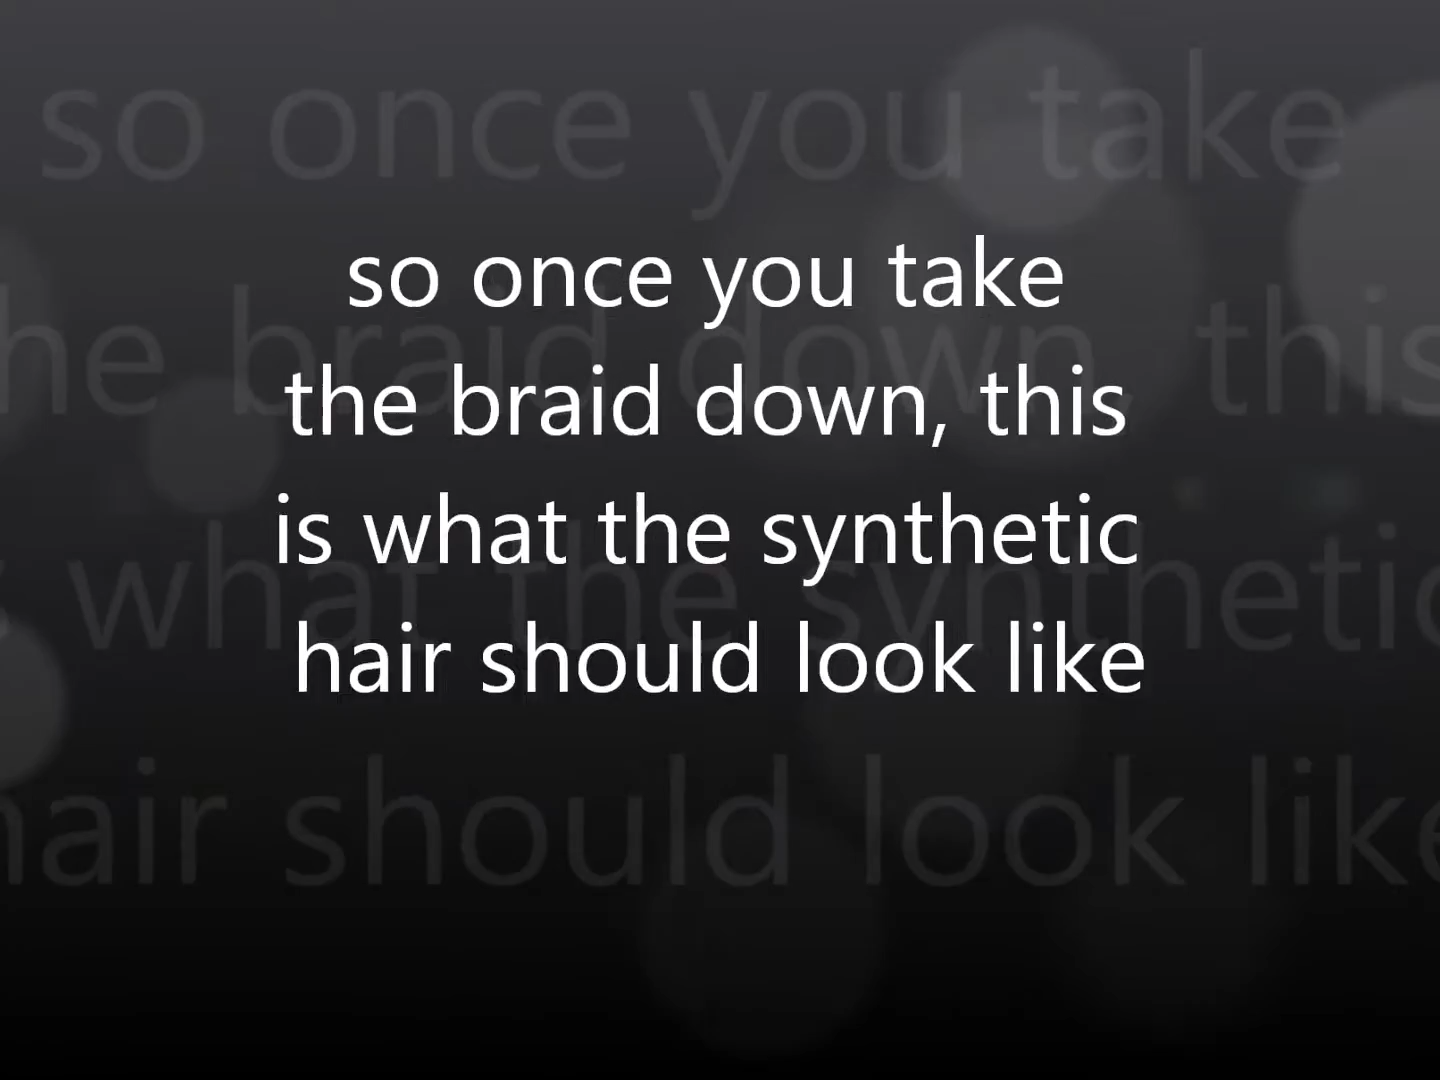 so once you take
the braid down, this
is what the synthetic
hair should look like